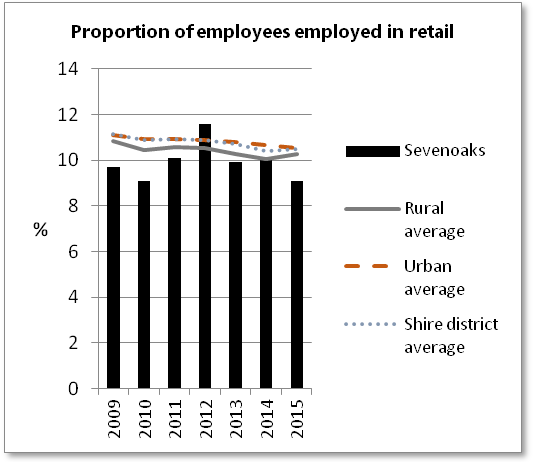 Proportion of employees employed in retail
14
12
10
8
6
4
2
0
%
2009
2010
2011
2012
2013
2014
2015
Sevenoaks
Rural
average
Urban
average
Shire district
average